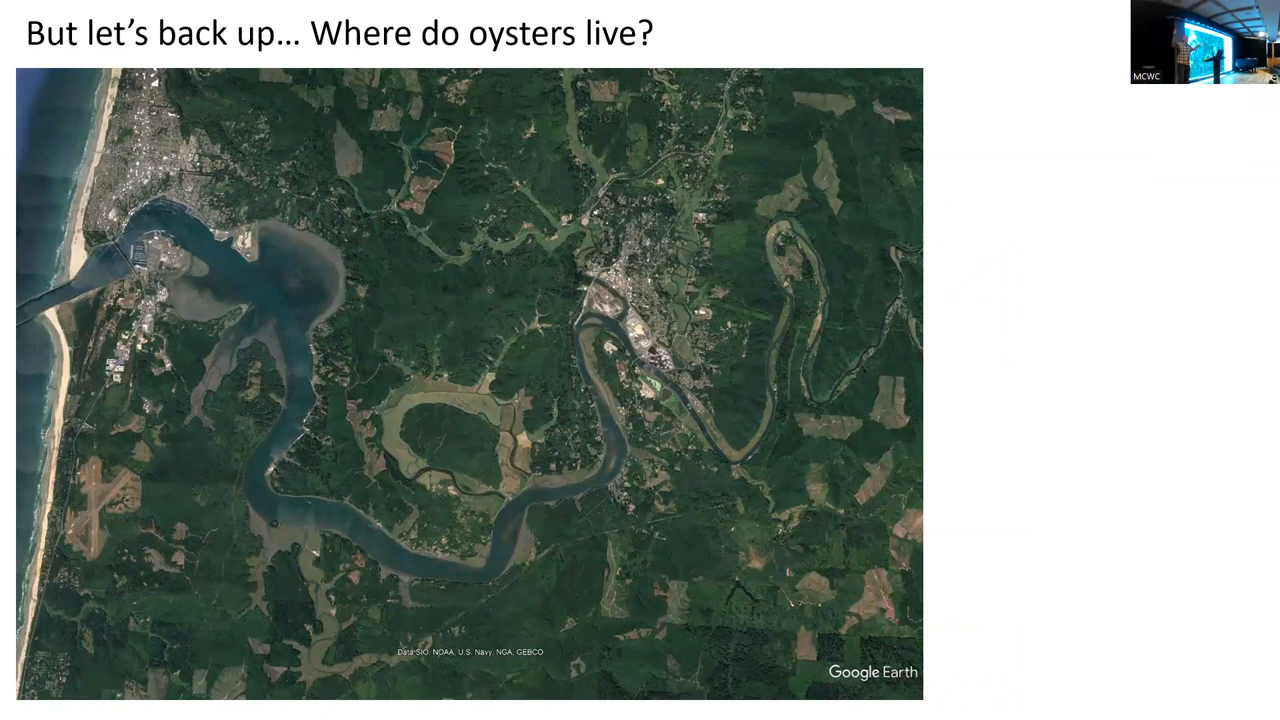 But let's back up... Where do oysters live?
MCWC
Data SIO, NOAA, U.S. Navy, NGA, GEBCO
Google Earth